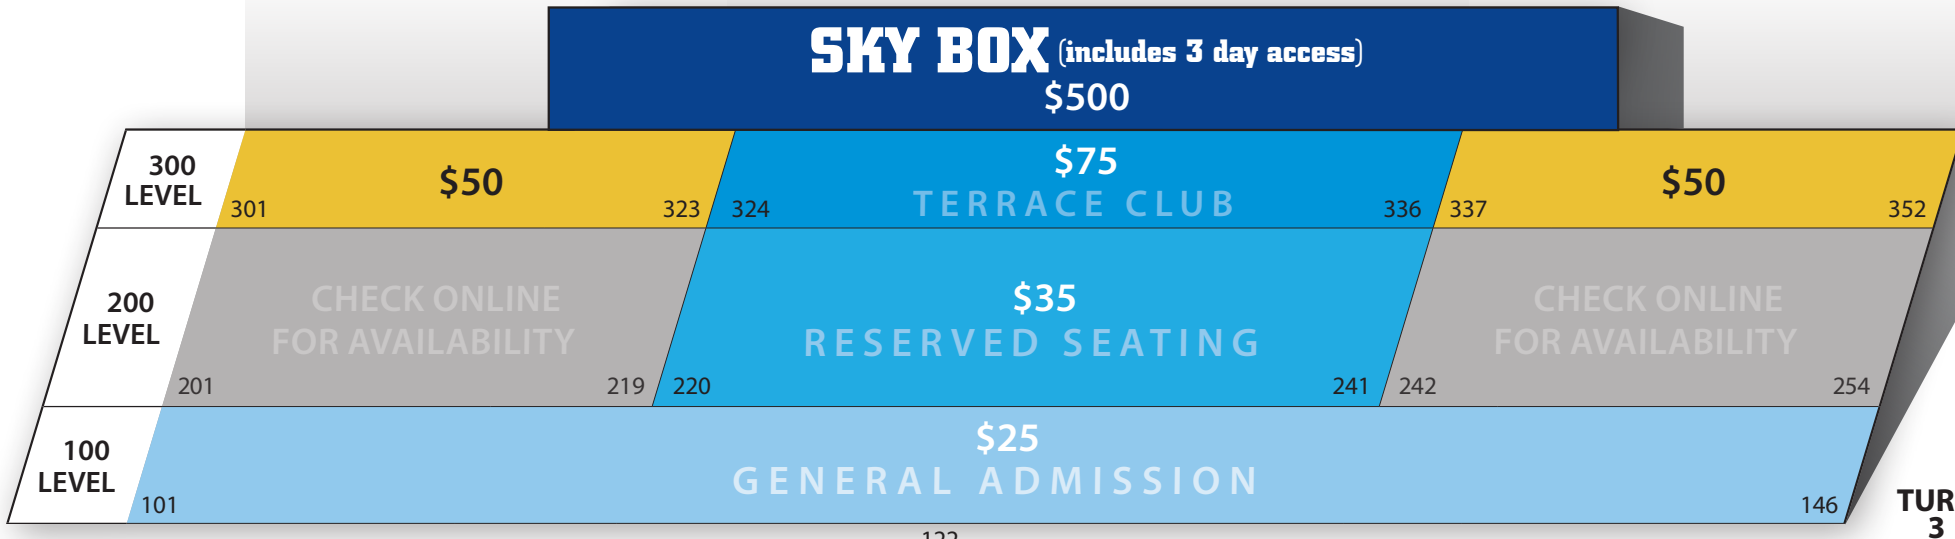 SKY BOX (includes 3 day access)
$500
300
LEVEL
301
$50
323
324
$75
TERRACE CLUB
336
337
$50
352
200
LEVEL
201
CHECK ONLINE
FOR AVAILABILITY
219
220
$35
RESERVED SEATING
241
242
CHECK ONLINE
FOR AVAILABILITY
254
100
LEVEL
101
$25
GENERAL ADMISSION
146
3